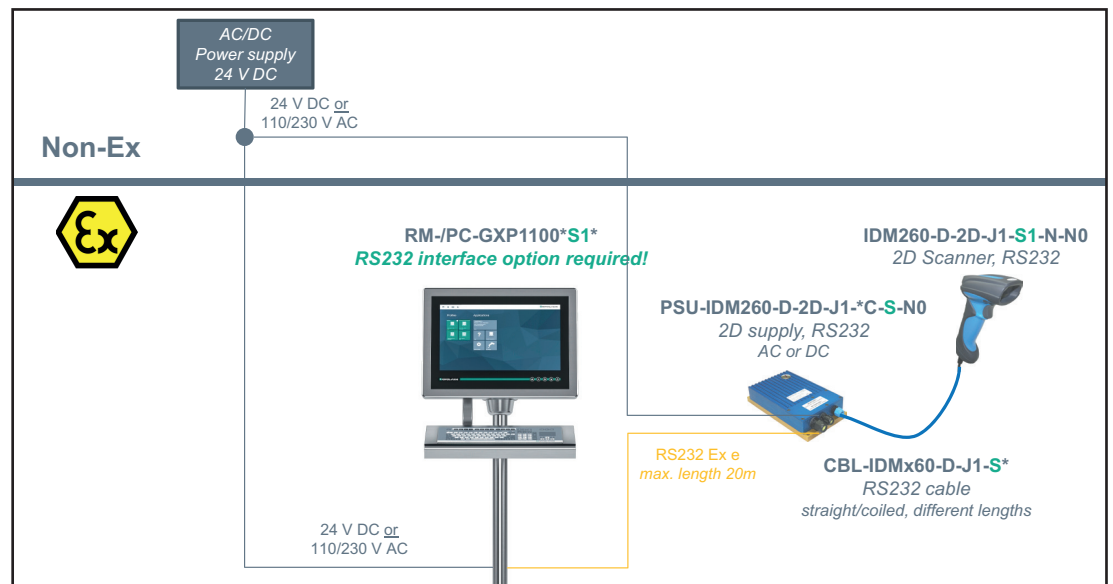 AC/DC
Power supply
24 V DC
24 V DC or
110/230 V AC
Non-Ex
Ex
RM-/PC-GXP1100*S1*
RS232 interface option required!
IDM260-D-2D-J1-S1-N-N0
2D Scanner, RS232
PSU-IDM260-D-2D-J1-*C-S-N0
2D supply, RS232
AC or DC
RS232 Ex e
max. length 20m
CBL-IDMx60-D-J1-S*
RS232 cable
straight/coiled, different lengths
24 V DC or
110/230 V AC